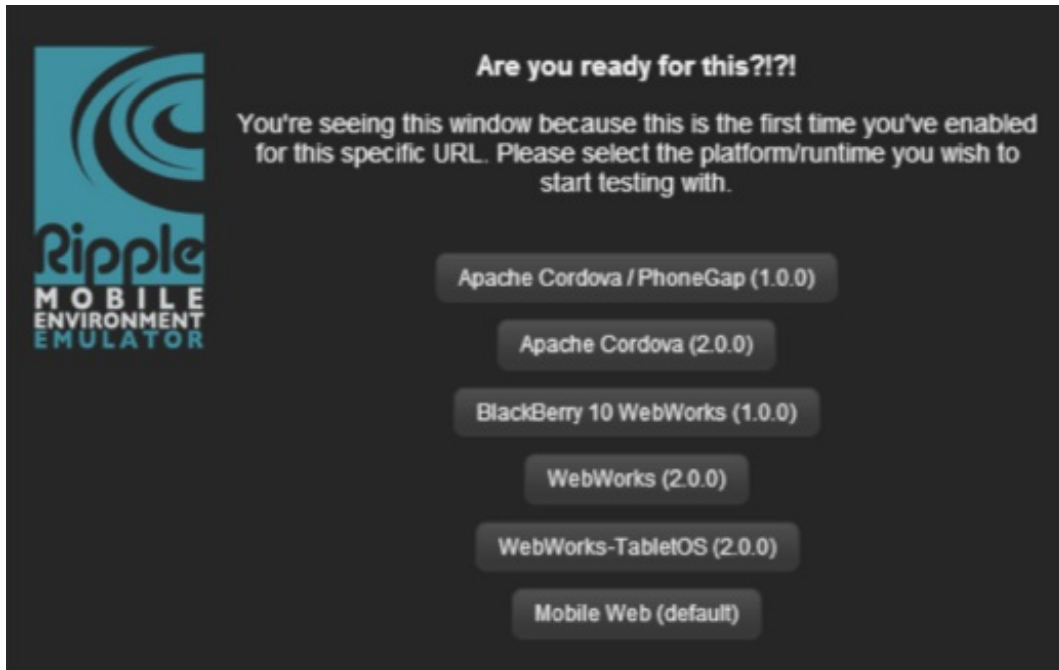 Are you ready for this?!?!
You're seeing this window because this is the first time you've enabled
for this specific URL. Please select the platform/runtime you wish to
start testing with.
Ripple
MOBILE
ENVIRONMENT
EMULATOR
Apache Cordova / PhoneGap (1.0.0)
Apache Cordova (2.0.0)
BlackBerry 10 WebWorks (1.0.0)
WebWorks (2.0.0)
WebWorks-TabletOS (2.0.0)
Mobile Web (default)